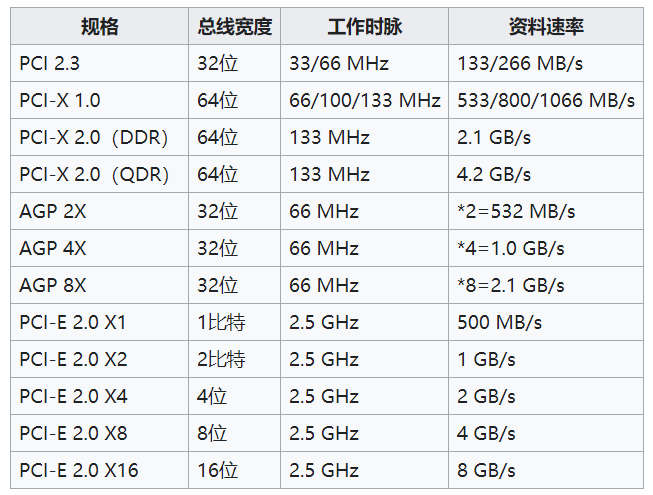 规格 总线宽度 工作时脉 资料速率
PCI 2.3 32位 33/66 MHz 133/266 MB/s
PCI-X 1.0 64位 66/100/133 MHz 533/800/1066 MB/s
PCI-X 2.0（DDR） 64位 133 MHz 2.1 GB/s
PCI-X 2.0（QDR） 64位 133 MHz 4.2 GB/s
AGP 2X 32位 66 MHz *2=532 MB/s
AGP 4X 32位 66 MHz *4=1.0 GB/s
AGP 8X 32位 66 MHz *8=2.1 GB/s
PCI-E 2.0 X1 1比特 2.5 GHz 500 MB/s
PCI-E 2.0 X2 2比特 2.5 GHz 1 GB/s
PCI-E 2.0 X4 4位 2.5 GHz 2 GB/s
PCI-E 2.0 X8 8位 2.5 GHz 4 GB/s
PCI-E 2.0 X16 16位 2.5 GHz 8 GB/s